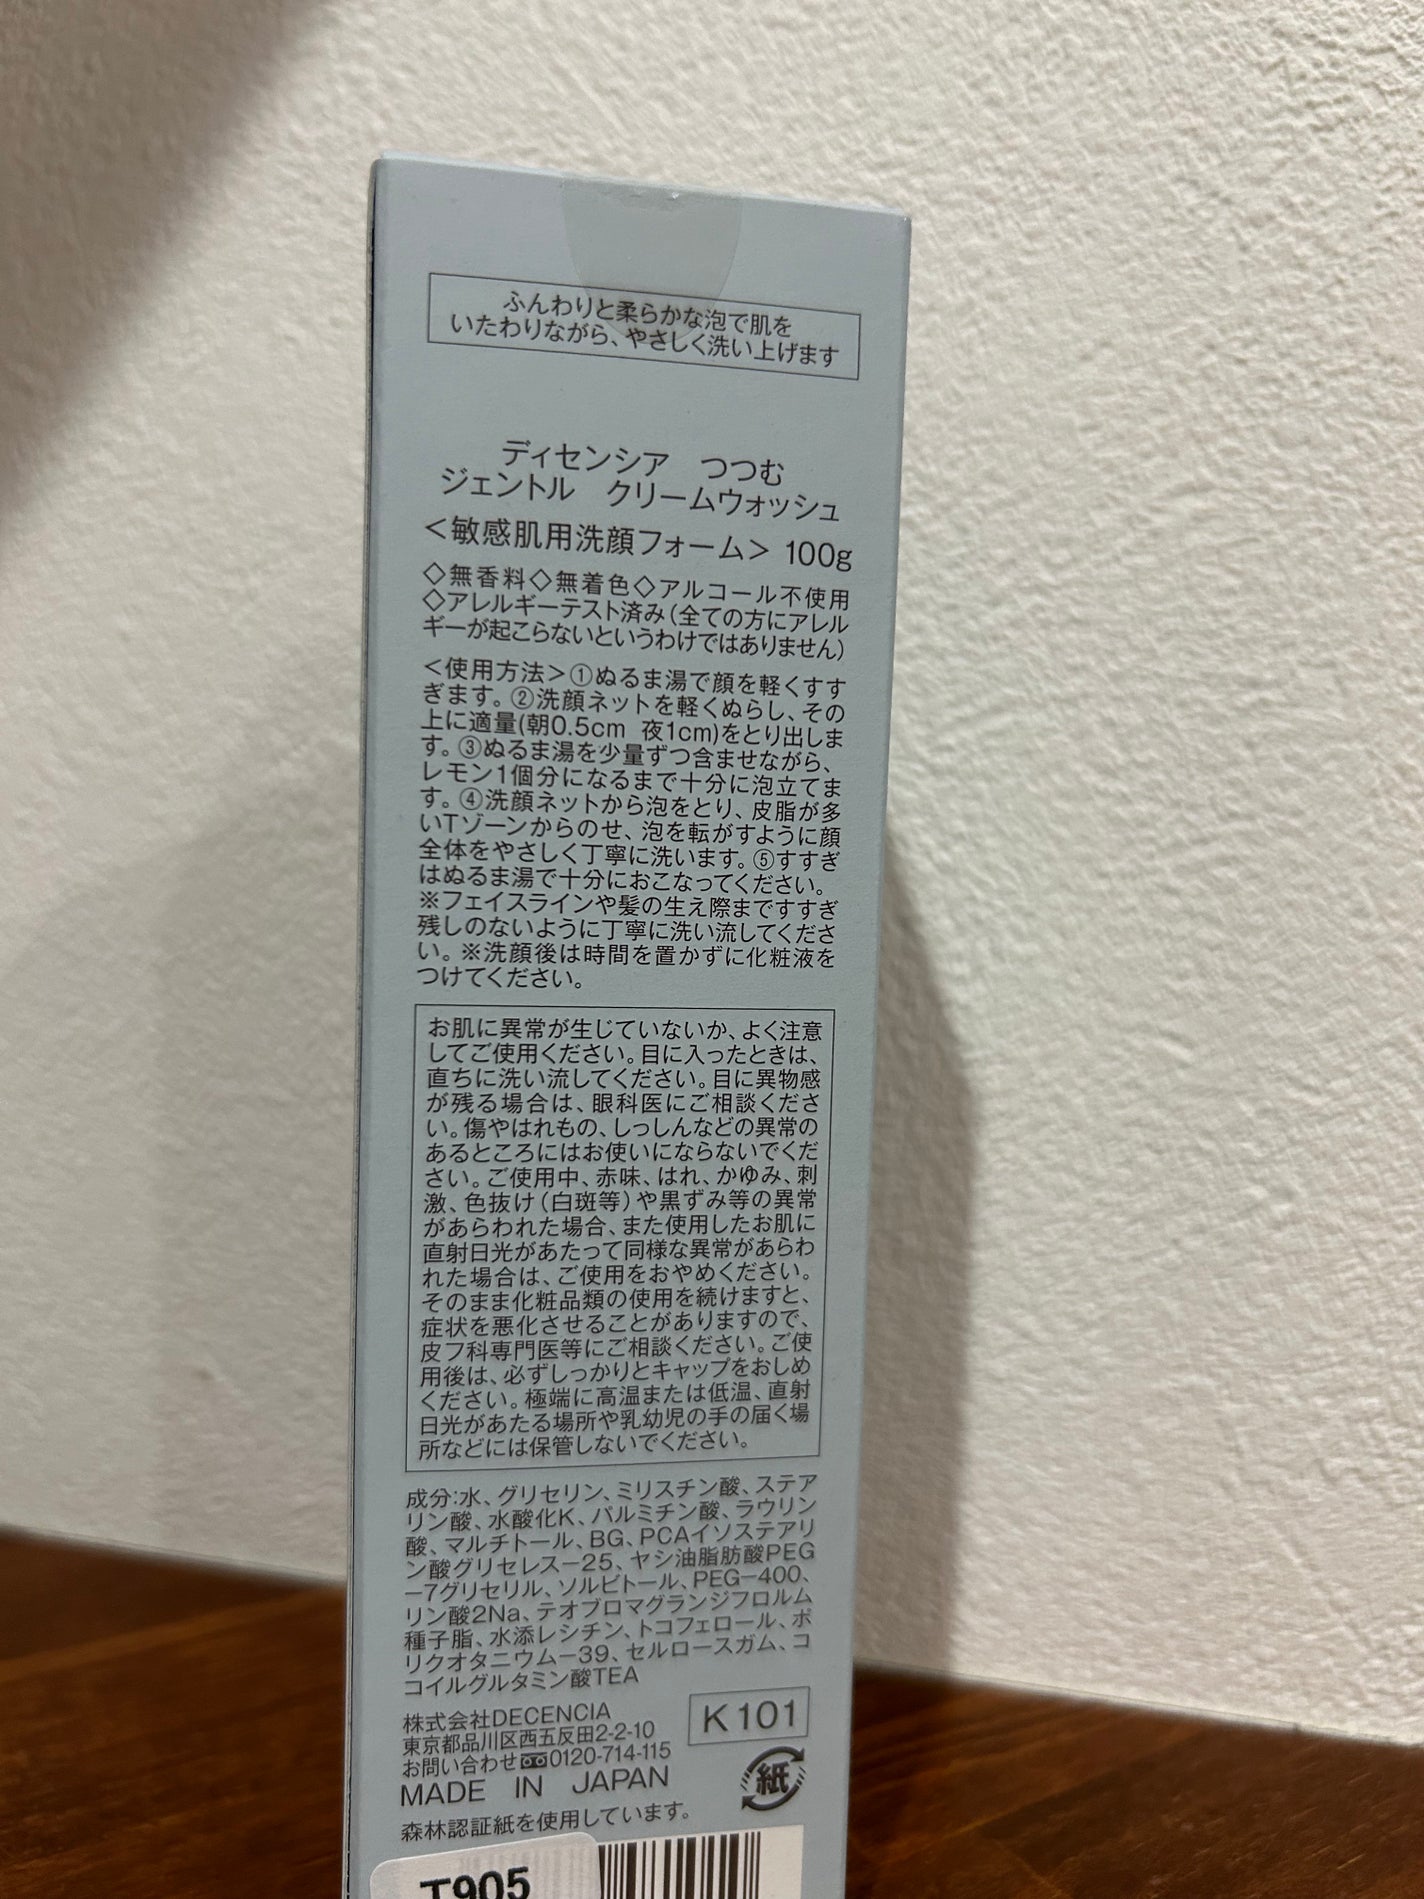 ふんわりと柔らかな泡で肌を
いたわりながら、やさしく洗い上げます
ディセンシア つつむ
ジェントル クリームウォッシュ
＜敏感肌用洗顔フォーム＞ 100g
◇無香料◇無着色◇アルコール不使用
◇アレルギーテスト済み(全ての方にアレル
ギーが起こらないというわけではありません)
＜使用方法＞①ぬるま湯で顔を軽くすす
ぎます。②洗顔ネットを軽くぬらし、その
上に適量(朝0.5cm 夜1cm)をとり出しま
す。③ぬるま湯を少量ずつ含ませながら、
レモン1個分になるまで十分に泡立てま
す。④洗顔ネットから泡をとり、皮脂が多
いTゾーンからのせ、泡を転がすように顔
全体をやさしく丁寧に洗います。⑤すすぎ
はぬるま湯で十分におこなってください。
※フェイスラインや髪の生え際まですすぎ
残しのないように丁寧に洗い流してくださ
い。※洗顔後は時間を置かずに化粧液を
つけてください。
お肌に異常が生じていないか、よく注意
してご使用ください。目に入ったときは、
直ちに洗い流してください。目に異物感
が残る場合は、眼科医にご相談くださ
い。傷やはれもの、しっしんなどの異常の
あるところにはお使いにならないでくだ
さい。ご使用中、赤味、はれ、かゆみ、刺
激、色抜け(白斑等)や黒ずみ等の異常
があらわれた場合、また使用したお肌に
直射日光があたって同様な異常があらわ
れた場合は、ご使用をおやめください。
そのまま化粧品類の使用を続けますと、
症状を悪化させることがありますので、
皮フ科専門医等にご相談ください。ご使
用後は、必ずしっかりとキャップをおしめ
ください。極端に高温または低温、直射
日光があたる場所や乳幼児の手の届く場
所などには保管しないでください。
成分:水、グリセリン、ミリスチン酸、ステア
リン酸、水酸化K、パルミチン酸、ラウリン
酸、マルチトール、BG、PCAイソステアリ
ン酸グリセレス－25、ヤシ油脂肪酸PEG
－7グリセリル、ソルビトール、PEG－400、
リン酸2Na、テオブロマグランジフロルム
種子脂、水添レシチン、トコフェロール、ポ
リクオタニウム－39、セルロースガム、コ
コイルグルタミン酸TEA
株式会社DECENCIA
東京都品川区西五反田2-2-10
お問い合わせ 0120-714-115
K101
MADE IN JAPAN
紙
森林認証紙を使用しています。
T905